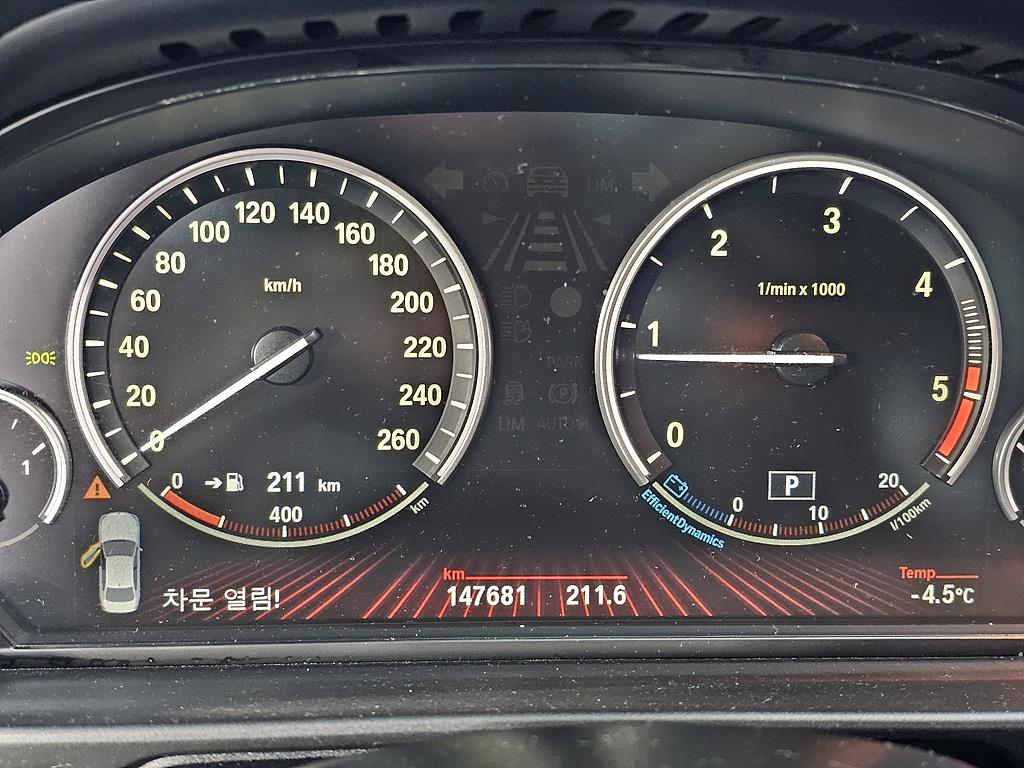 LIM
120 140
100 160
80 180
60 200
40 220
20 240
0 260
km/h
0 211 km
400
km
3
2 4
1 5
0
1/min x 1000
PARK
LIM AUTO H
P
0 10 20
l/100km
EfficientDynamics
1
차문 열림!
km
147681 211.6
Temp
-4.5°C